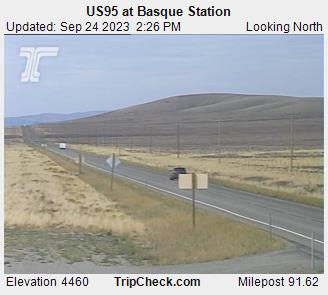 US95 at Basque Station
Updated: Sep 24 2023 2:26 PM Looking North
Elevation 4460 TripCheck.com Milepost 91.62